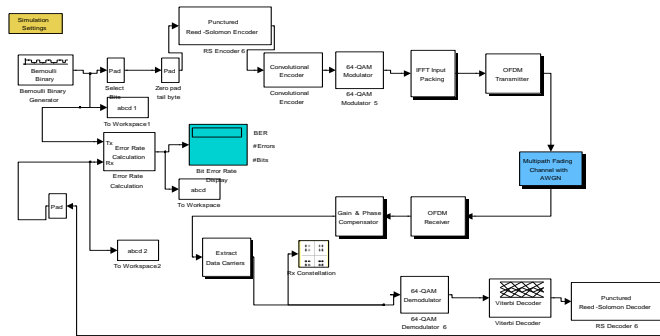 Simulation
Settings
Bernoulli
Binary
Bernoulli Binary
Generator
Pad
Select
Bits
Pad
Zero pad
tail byte
Punctured
Reed -Solomon Encoder
RS Encoder 6
Convolutional
Encoder
Convolutional
Encoder
64-QAM
Modulator
64-QAM
Modulator 5
IFFT Input
Packing
OFDM
Transmitter
abcd 1
To Workspace1
Tx
Rx
Error Rate
Calculation
Error Rate
Calculation
BER
#Errors
#Bits
Bit Error Rate
Display
abcd
To Workspace
Multipath Fading
Channel with
AWGN
Pad
abcd 2
To Workspace2
Gain & Phase
Compensator
OFDM
Receiver
Extract
Data Carriers
Rx Constellation
64 -QAM
Demodulator
64 -QAM
Demodulator 6
Viterbi Decoder
Viterbi Decoder
Punctured
Reed -Solomon Decoder
RS Decoder 6